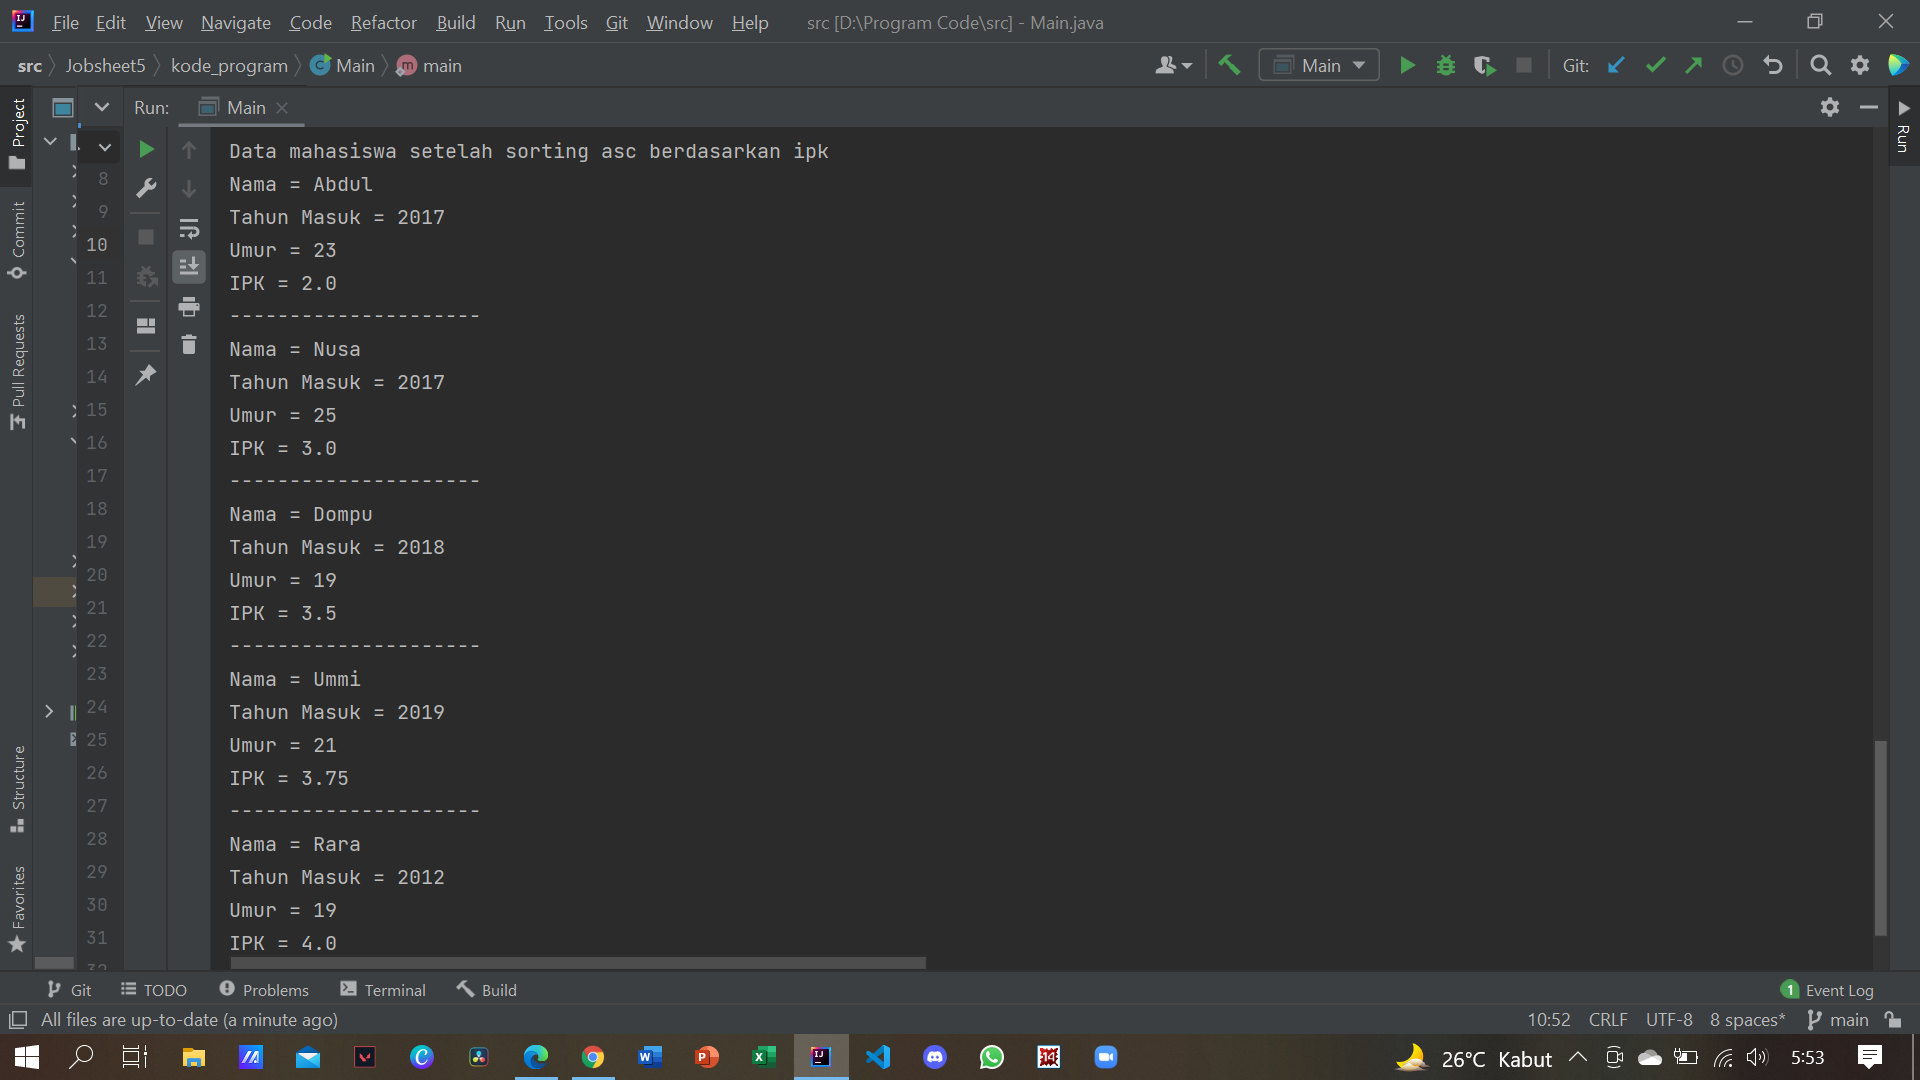 File Edit View Navigate Code Refactor Build Run Tools Git Window Help src [D:\Program Code\src] - Main.java
src Jobsheet5 kode_program Main main Main Git:
Run: Main
Project
Commit
Pull Requests
Structure
Favorites
Run
8
9
10
11
12
13
14
15
16
17
18
19
20
21
22
23
24
25
26
27
28
29
30
31
32
Data mahasiswa setelah sorting asc berdasarkan ipk
Nama = Abdul
Tahun Masuk = 2017
Umur = 23
IPK = 2.0
---------------------
Nama = Nusa
Tahun Masuk = 2017
Umur = 25
IPK = 3.0
---------------------
Nama = Dompu
Tahun Masuk = 2018
Umur = 19
IPK = 3.5
---------------------
Nama = Ummi
Tahun Masuk = 2019
Umur = 21
IPK = 3.75
---------------------
Nama = Rara
Tahun Masuk = 2012
Umur = 19
IPK = 4.0
Git TODO Problems Terminal Build 1 Event Log
All files are up-to-date (a minute ago) 10:52 CRLF UTF-8 8 spaces* main
26°C Kabut 5:53